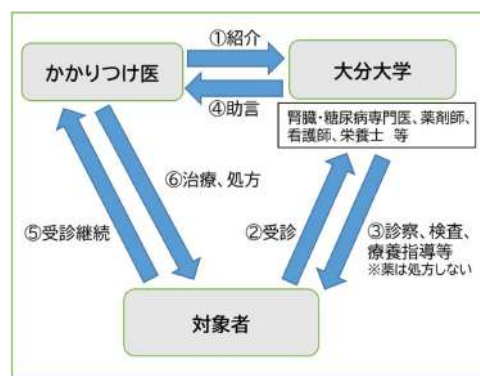 ①紹介
かかりつけ医
大分大学
④助言
腎臓・糖尿病専門医、薬剤師、
看護師、栄養士 等
⑥治療、処方
⑤受診継続
②受診
③診察、検査、
療養指導等
※薬は処方しない
対象者